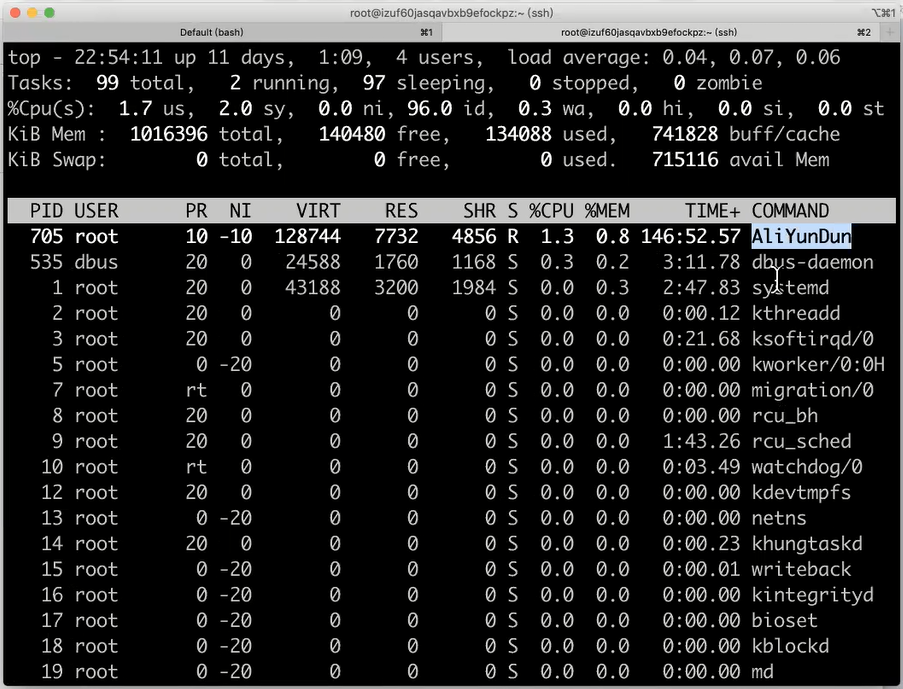 root@izuf60jasqavbxb9efockpz:~ (ssh)
⌥⌘1
Default (bash)
⌘1
root@izuf60jasqavbxb9efockpz:~ (ssh)
⌘2
+
top - 22:54:11 up 11 days,  1:09,  4 users,  load average: 0.04, 0.07, 0.06
Tasks:  99 total,   2 running,  97 sleeping,   0 stopped,   0 zombie
%Cpu(s):  1.7 us,  2.0 sy,  0.0 ni, 96.0 id,  0.3 wa,  0.0 hi,  0.0 si,  0.0 st
KiB Mem :  1016396 total,   140480 free,   134088 used,   741828 buff/cache
KiB Swap:        0 total,        0 free,        0 used.   715116 avail Mem
PID USER      PR  NI    VIRT    RES    SHR S %CPU %MEM     TIME+ COMMAND
705 root      10 -10  128744   7732   4856 R  1.3  0.8 146:52.57 AliYunDun
535 dbus      20   0   24588   1760   1168 S  0.3  0.2   3:11.78 dbus-daemon
1 root      20   0   43188   3200   1984 S  0.0  0.3   2:47.83 systemd
2 root      20   0       0      0      0 S  0.0  0.0   0:00.12 kthreadd
3 root      20   0       0      0      0 S  0.0  0.0   0:21.68 ksoftirqd/0
5 root       0 -20       0      0      0 S  0.0  0.0   0:00.00 kworker/0:0H
7 root      rt   0       0      0      0 S  0.0  0.0   0:00.00 migration/0
8 root      20   0       0      0      0 S  0.0  0.0   0:00.00 rcu_bh
9 root      20   0       0      0      0 S  0.0  0.0   1:43.26 rcu_sched
10 root      rt   0       0      0      0 S  0.0  0.0   0:03.49 watchdog/0
12 root      20   0       0      0      0 S  0.0  0.0   0:00.00 kdevtmpfs
13 root       0 -20       0      0      0 S  0.0  0.0   0:00.00 netns
14 root      20   0       0      0      0 S  0.0  0.0   0:00.23 khungtaskd
15 root       0 -20       0      0      0 S  0.0  0.0   0:00.01 writeback
16 root       0 -20       0      0      0 S  0.0  0.0   0:00.00 kintegrityd
17 root       0 -20       0      0      0 S  0.0  0.0   0:00.00 bioset
18 root       0 -20       0      0      0 S  0.0  0.0   0:00.00 kblockd
19 root       0 -20       0      0      0 S  0.0  0.0   0:00.00 md